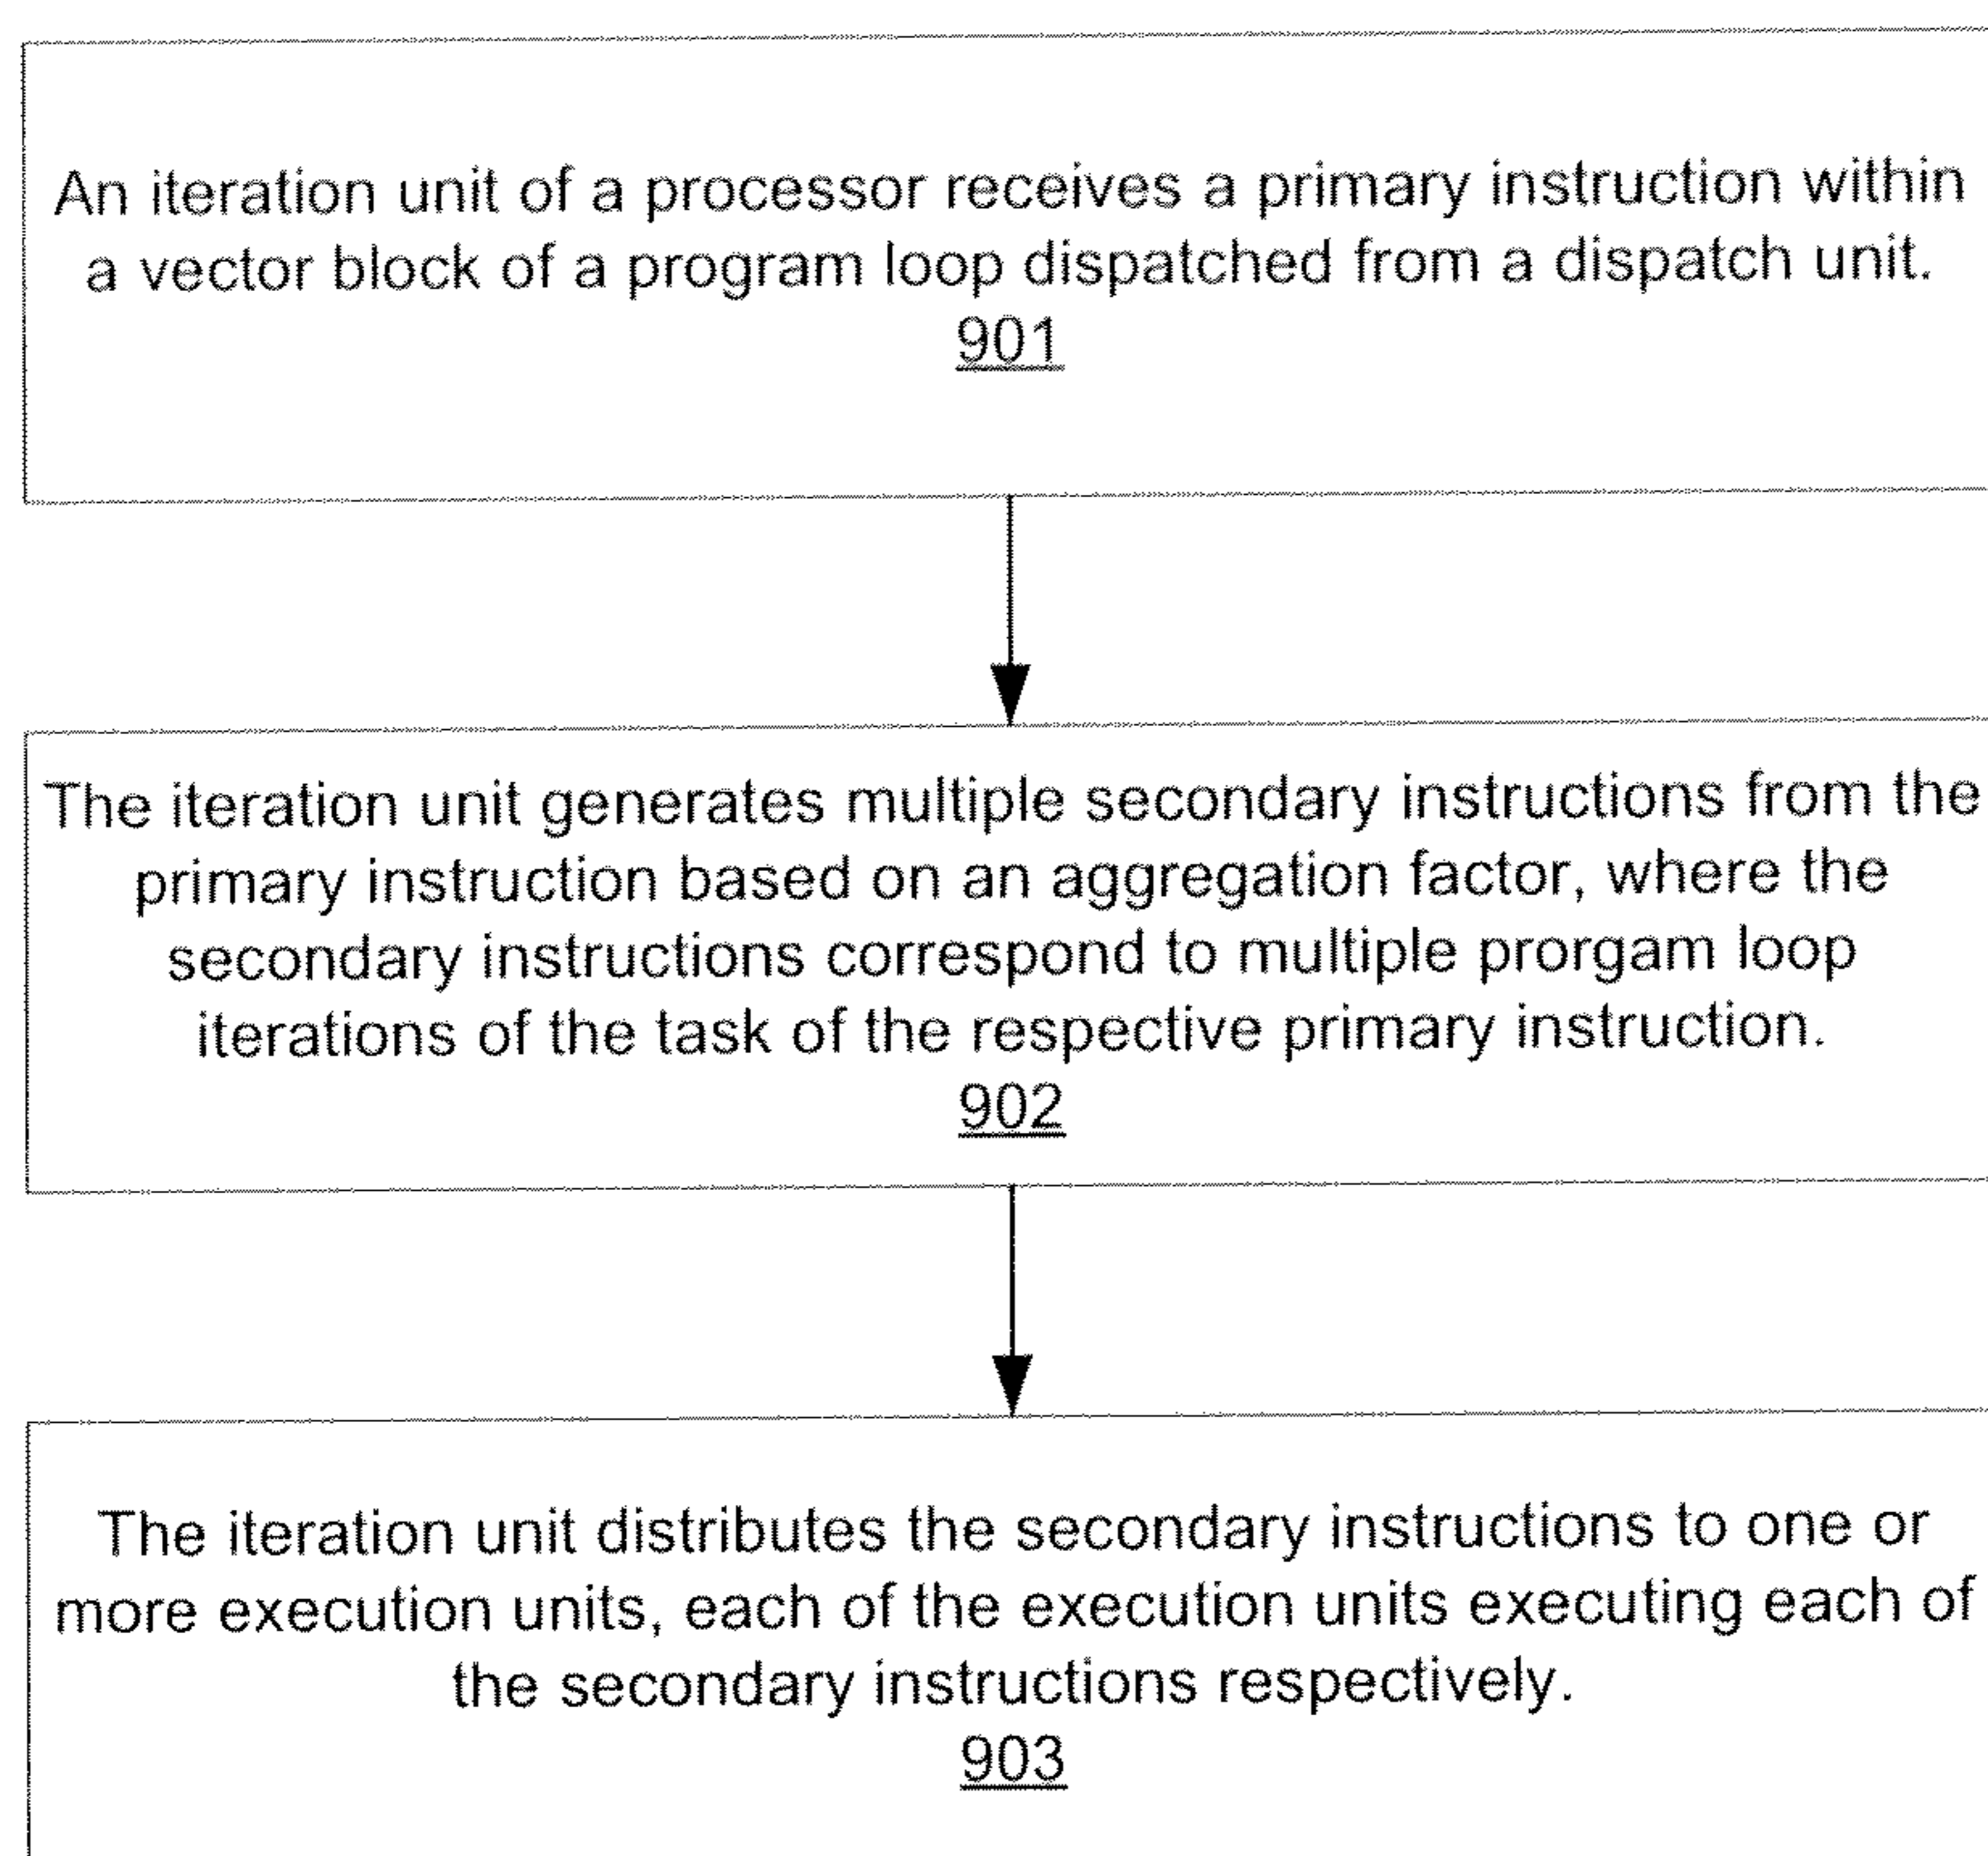 An iteration unit of a processor receives a primary instruction within
a vector block of a program loop dispatched from a dispatch unit.
901
The iteration unit generates multiple secondary instructions from the
primary instruction based on an aggregation factor, where the
secondary instructions correspond to multiple prorgam loop
iterations of the task of the respective primary instruction.
902
The iteration unit distributes the secondary instructions to one or
more execution units, each of the execution units executing each of
the secondary instructions respectively.
903